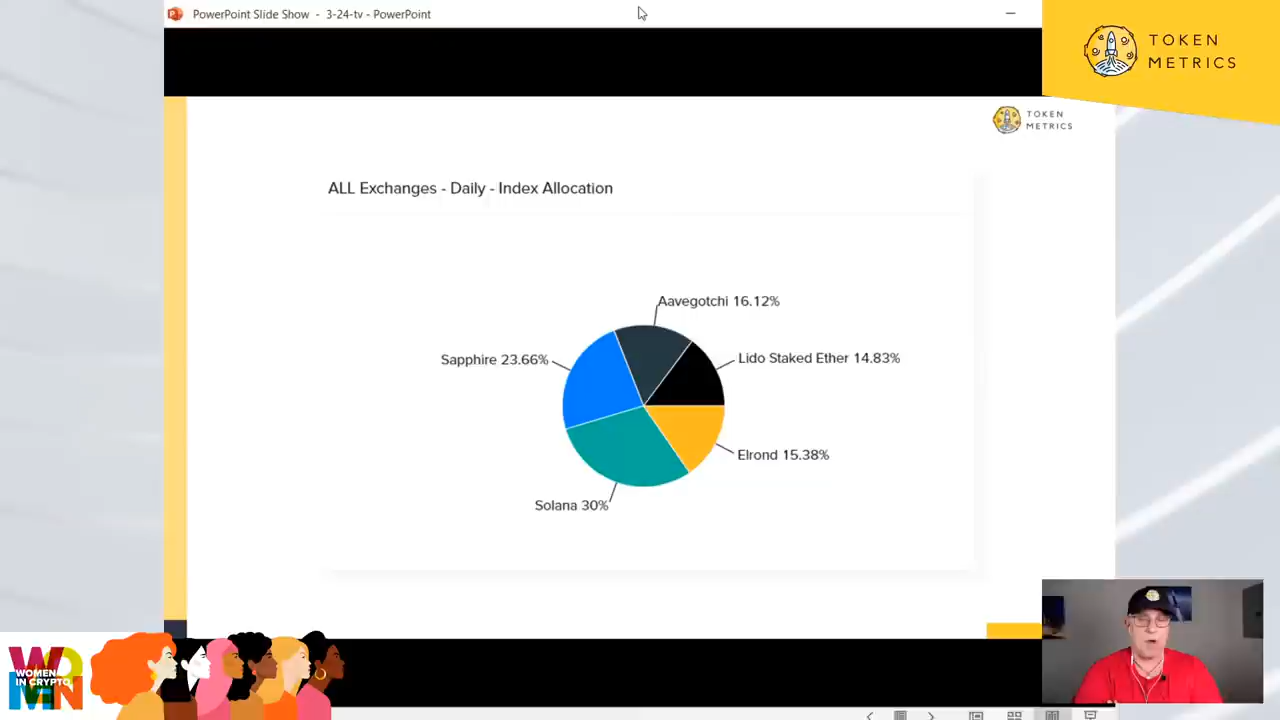 PowerPoint Slide Show - 3-24-tv - PowerPoint
TOKEN
METRICS
TOKEN
METRICS
ALL Exchanges - Daily - Index Allocation
Aavegotchi 16.12%
Sapphire 23.66%
Lido Staked Ether 14.83%
Elrond 15.38%
Solana 30%
WOMEN
WOMEN
IN CRYPTO